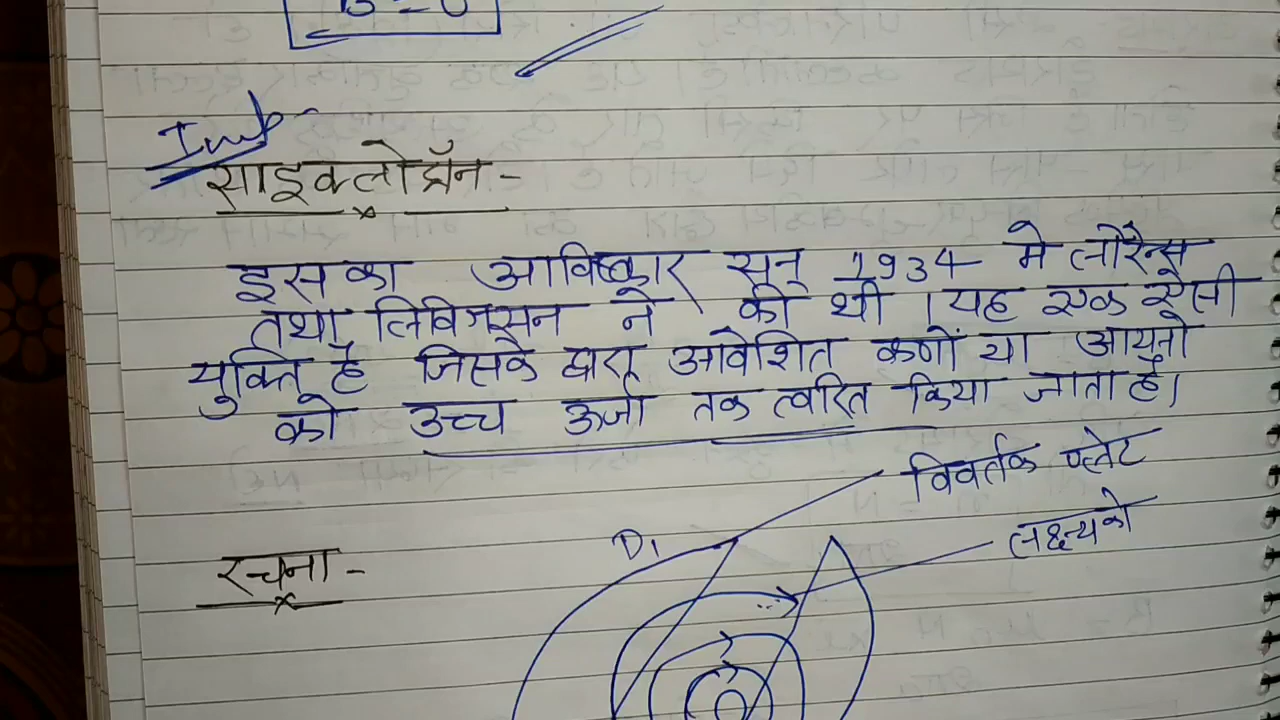 B = 0
Imp
साइक्लोट्रॉन -
इसका आविष्कार सन् 1934 मे लॉरेन्स
तथा लिविंगसेन ने की थी । यह एक ऐसी
युक्ति है जिसके द्वारा आवेशित कणों या आयनो
को उच्च ऊर्जा तक त्वरित किया जाता है।
विवर्तक प्लेट
लक्ष्य को
D1
रचना -